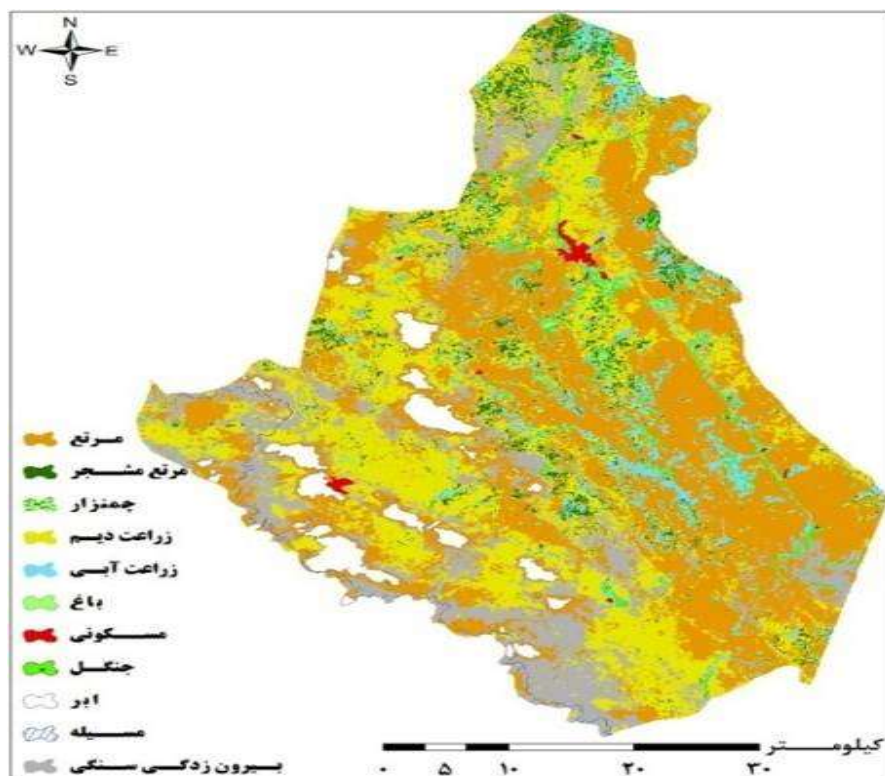 N
W E
S
مرتع
مرتع مشجر
چمنزار
زراعت دیم
زراعت آبی
باغ
مسکونی
جنگل
ابر
مسیله
بیرون زدگی سنگی
کیلومتر
۰ ۵ ۱۰ ۲۰ ۳۰